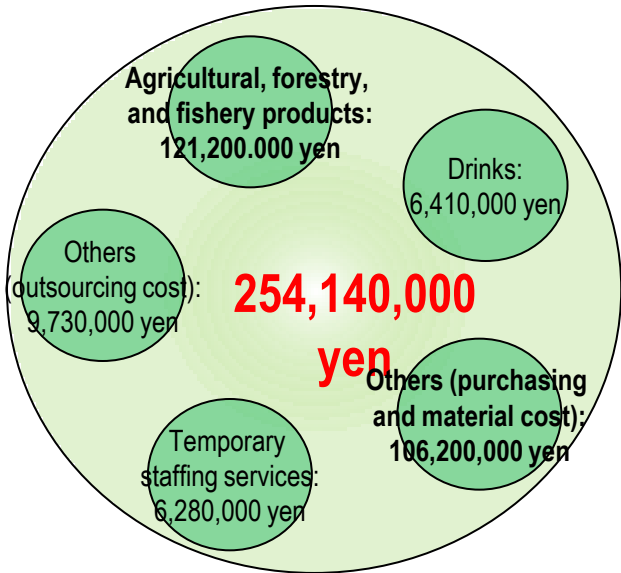 Agricultural, forestry,
and fishery products:
121,200.000 yen
Drinks:
6,410,000 yen
Others
(outsourcing cost):
9,730,000 yen
254,140,000
yen
Others (purchasing
and material cost):
106,200,000 yen
Temporary
staffing services:
6,280,000 yen